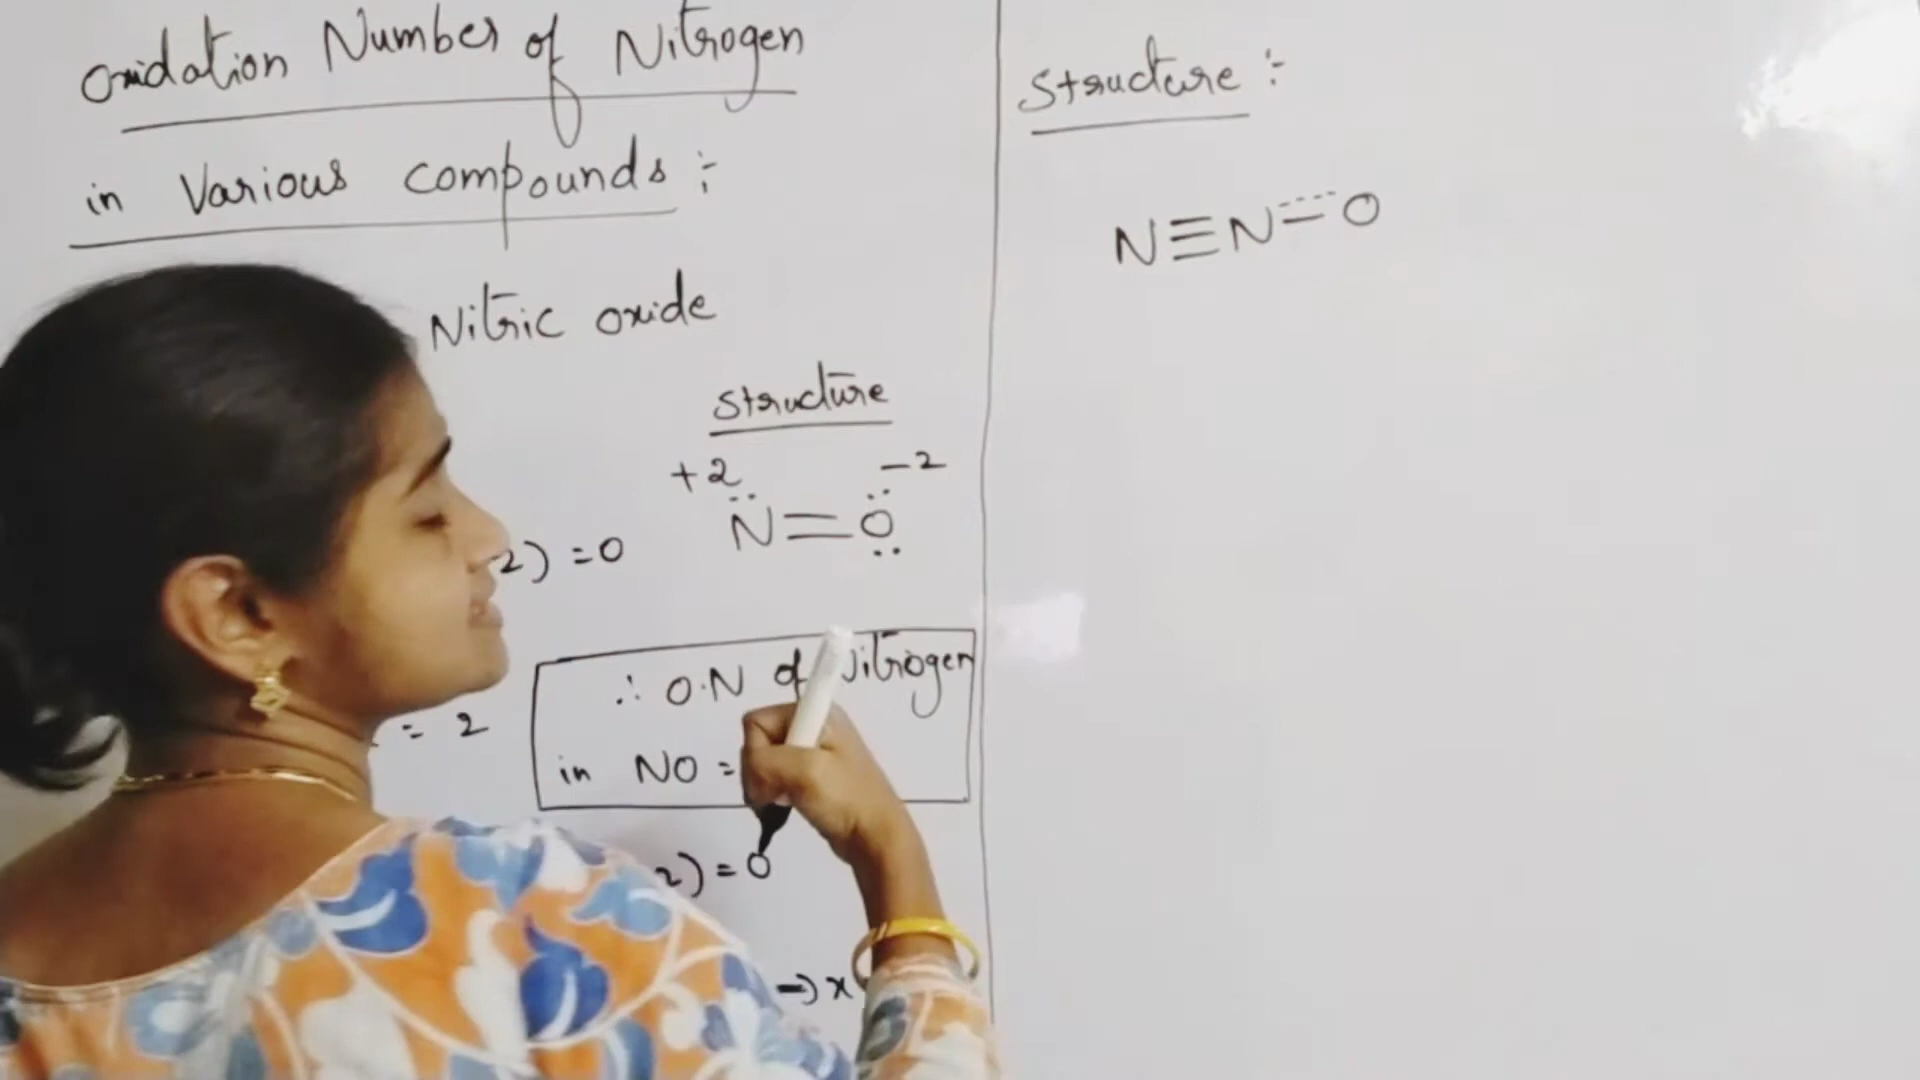 Oxidation Number of Nitrogen
in Various compounds :-
Nitric oxide
Structure
+2 -2
N=O
2) =0
= 2
∴ O.N of Nitrogen
in NO =
2) = 0
→ x
Structure :-
N≡N=O